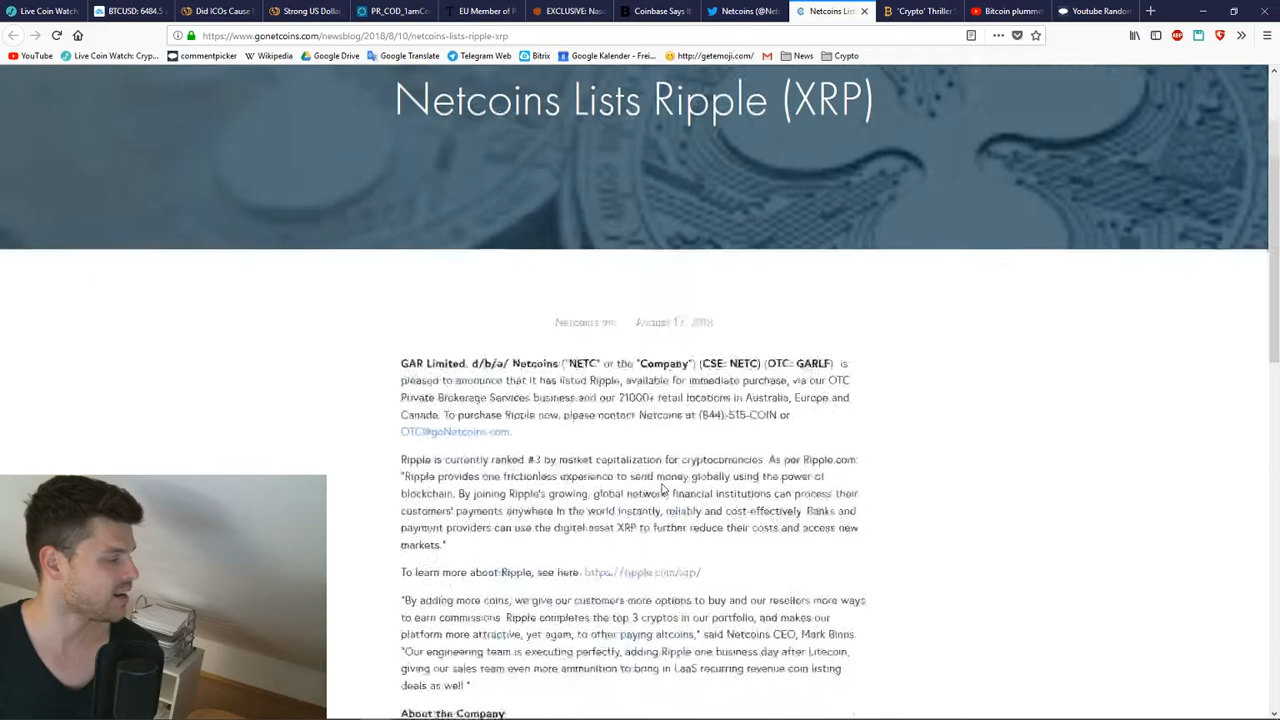 Live Coin Watch
BTCUSD: 6484.5
Did ICOs Cause
Strong US Dollar
PR_COD_1amCo
EU Member of P
EXCLUSIVE: Nas
Coinbase Says It
Netcoins (@Net
Netcoins List
'Crypto' Thriller
Bitcoin plummet
Youtube Random
https://www.gonetcoins.com/newsblog/2018/8/10/netcoins-lists-ripple-xrp
YouTube
Live Coin Watch Cryp...
commentpicker
Wikipedia
Google Drive
Google Translate
Telegram Web
Bitrix
Google Kalender - Frei...
http://getemoji.com/
News
Crypto
Netcoins Lists Ripple (XRP)
GAR Limited, d/b/a/ Netcoins ("NETC" or the "Company") (CSE: NETC) (OTC: GARLF) is
pleased to announce that it has listed Ripple, available for immediate purchase, via our OTC
Private Brokerage Services business and our 21000+ retail locations in Australia, Europe and
Canada. To purchase Ripple now, please contact Netcoins at (844)-515-COIN or
OTC@goNetcoins.com.
Ripple is currently ranked #3 by market capitalization for cryptocurrencies. As per Ripple.com:
"Ripple provides one frictionless experience to send money globally using the power of
blockchain. By joining Ripple's growing, global network, financial institutions can process their
customers' payments anywhere in the world instantly, reliably and cost-effectively. Banks and
payment providers can use the digital asset XRP to further reduce their costs and access new
markets."
To learn more about Ripple, see here: https://ripple.com/xrp/
"By adding more coins, we give our customers more options to buy and our resellers more ways
to earn commissions. Ripple completes the top 3 cryptos in our portfolio, and makes our
platform more attractive, yet again, to other paying altcoins," said Netcoins CEO, Mark Binns.
"Our engineering team is executing perfectly, adding Ripple one business day after Litecoin,
giving our sales team even more ammunition to bring in LaaS recurring revenue coin listing
deals as well."
About the Company